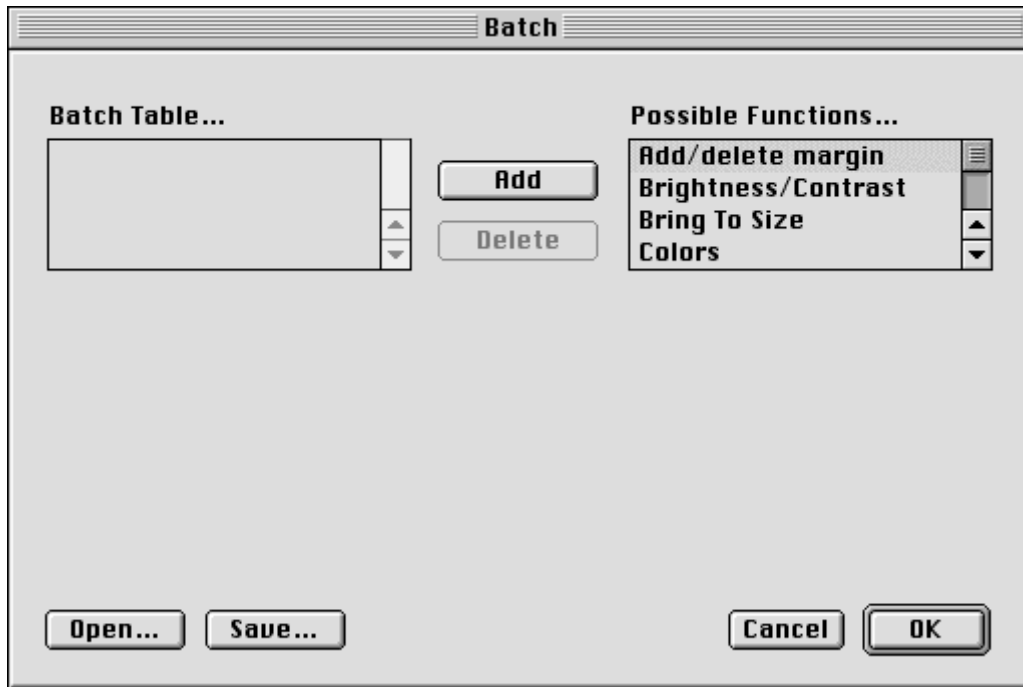 Batch
Batch Table...
Possible Functions...
Add
Delete
Add/delete margin
Brightness/Contrast
Bring To Size
Colors
Open...
Save...
Cancel
OK